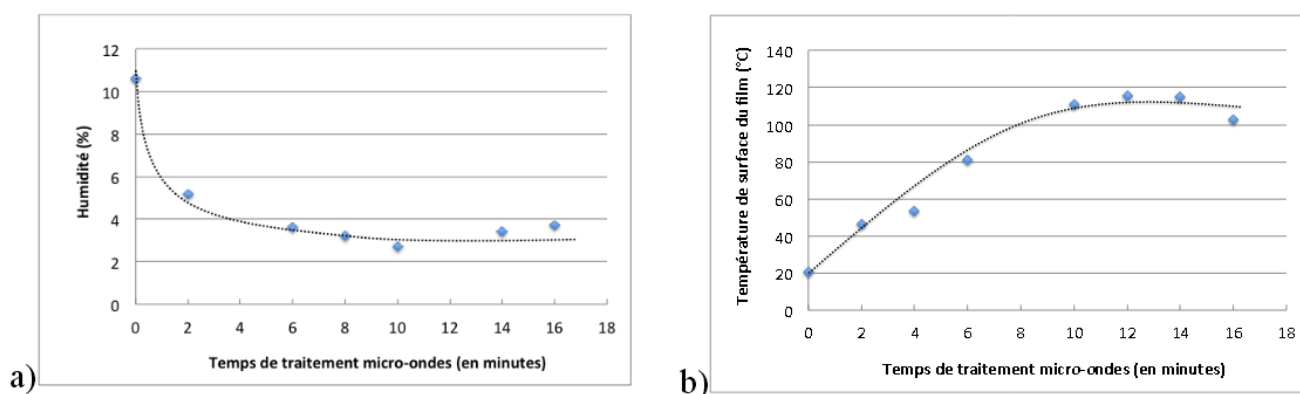 12
10
8
6
4
2
0
Humidité (%)
0 2 4 6 8 10 12 14 16 18
Temps de traitement micro-ondes (en minutes)
a)
140
120
100
80
60
40
20
0
Température de surface du film (°C)
0 2 4 6 8 10 12 14 16 18
Temps de traitement micro-ondes (en minutes)
b)